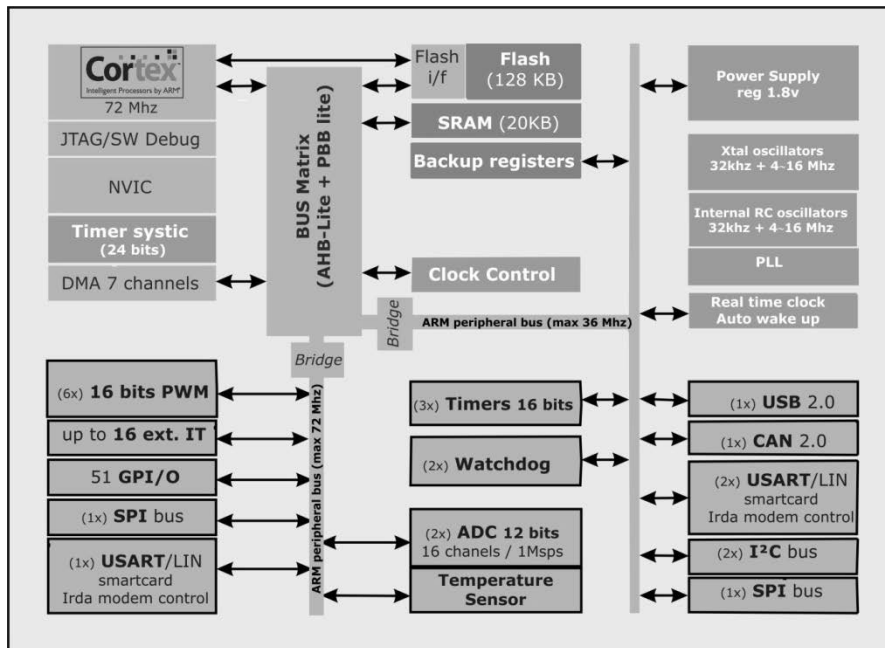 Cortex
Intelligent Processors by ARM®
72 Mhz
JTAG/SW Debug
NVIC
Timer systic
(24 bits)
DMA 7 channels
BUS Matrix
(AHB-Lite + PBB lite)
Flash
i/f
Flash
(128 KB)
SRAM (20KB)
Backup registers
Clock Control
Bridge
ARM peripheral bus (max 36 Mhz)
Power Supply
reg 1.8v
Xtal oscillators
32khz + 4~16 Mhz
Internal RC oscillators
32khz + 4~16 Mhz
PLL
Real time clock
Auto wake up
Bridge
ARM peripheral bus (max 72 Mhz)
(6x) 16 bits PWM
up to 16 ext. IT
51 GPI/O
(1x) SPI bus
(1x) USART/LIN
smartcard
Irda modem control
(3x) Timers 16 bits
(2x) Watchdog
(2x) ADC 12 bits
16 chanels / 1Msps
Temperature
Sensor
(1x) USB 2.0
(1x) CAN 2.0
(2x) USART/LIN
smartcard
Irda modem control
(2x) I²C bus
(1x) SPI bus